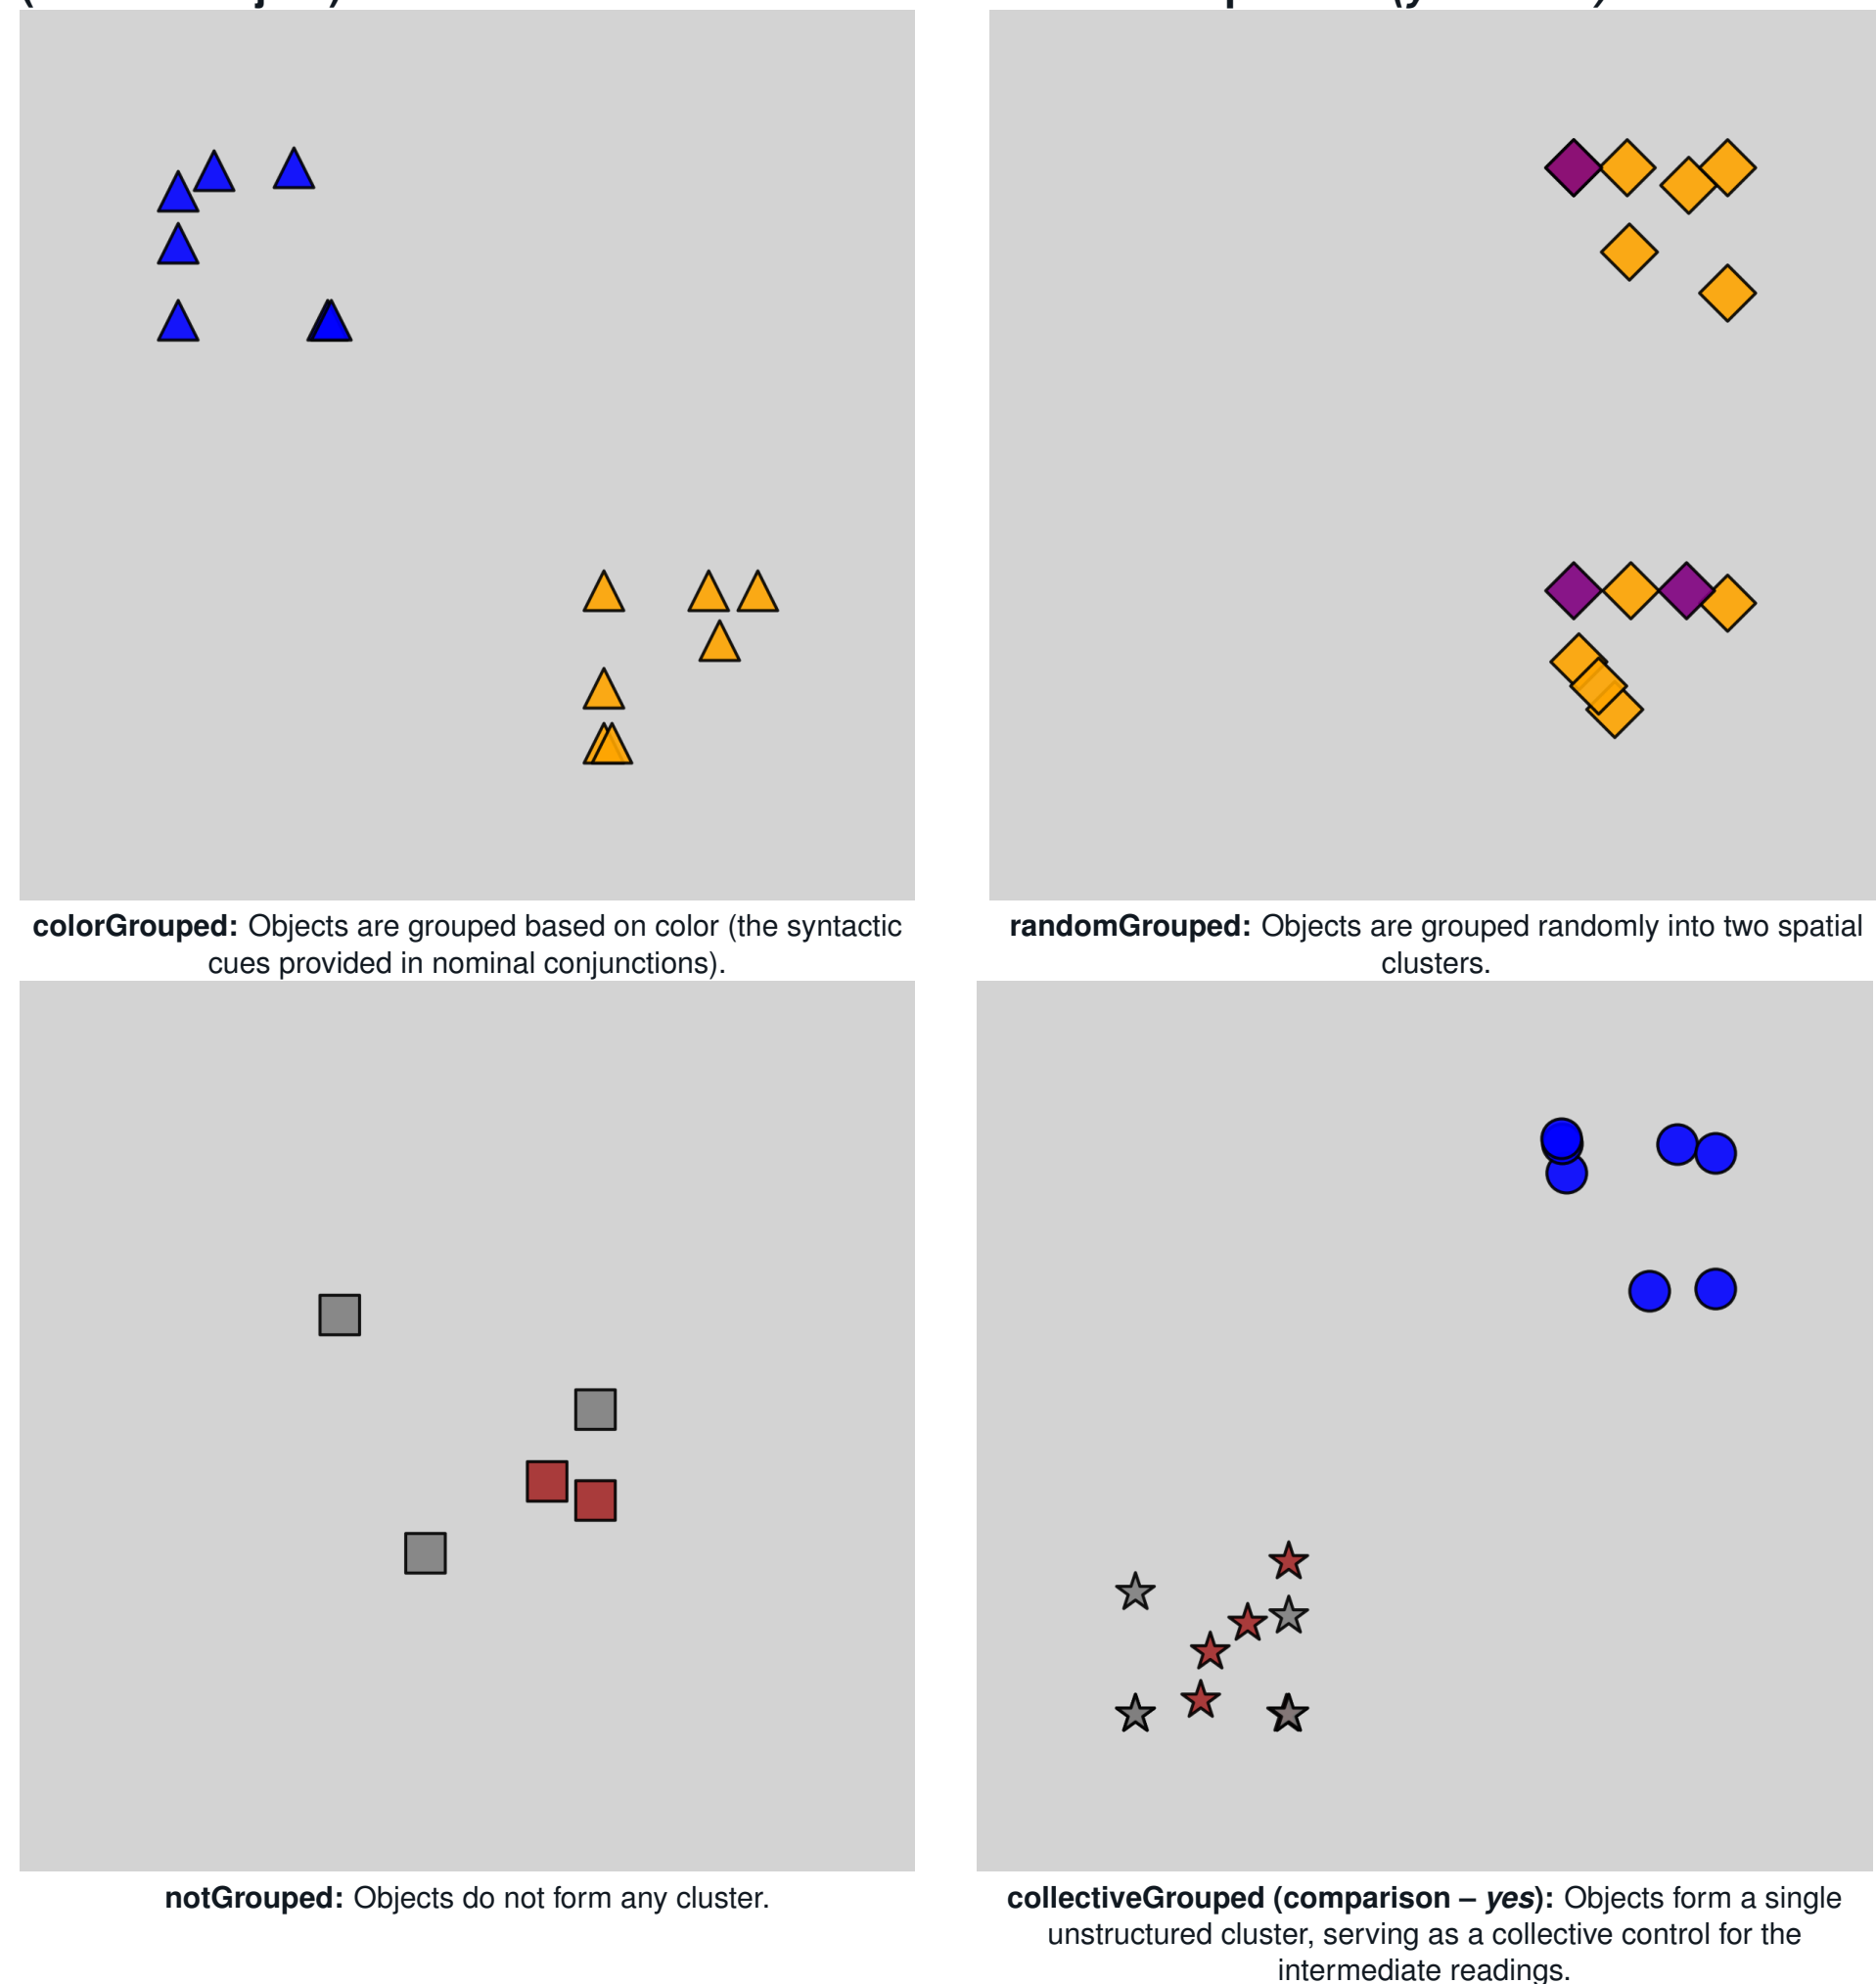 colorGrouped: Objects are grouped based on color (the syntactic
cues provided in nominal conjunctions).
randomGrouped: Objects are grouped randomly into two spatial
clusters.
notGrouped: Objects do not form any cluster.
collectiveGrouped (comparison – yes): Objects form a single
unstructured cluster, serving as a collective control for the
intermediate readings.